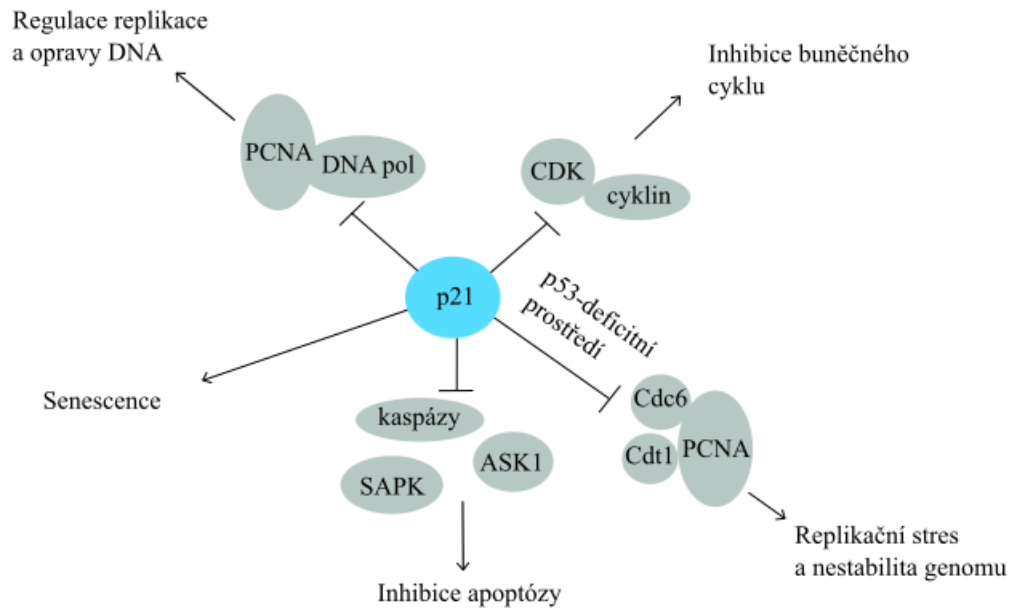 Regulace replikace
a opravy DNA
Inhibice buněčného
cyklu
PCNA
DNA pol
CDK
cyklin
p21
p53-deficitní
prostředí
Senescence
kaspázy
ASK1
SAPK
Cdc6
Cdt1
PCNA
Replikační stres
a nestabilita genomu
Inhibice apoptózy